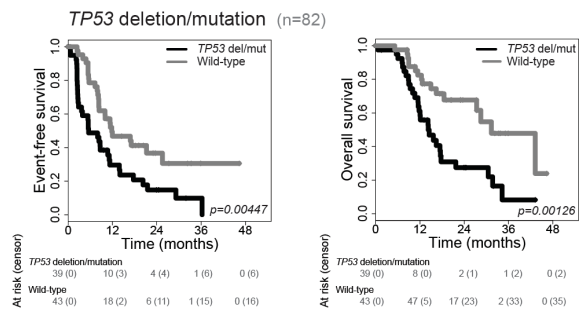 TP53 deletion/mutation (n=82)
Event-free survival
1.0
0.8
0.6
0.4
0.2
0.0
TP53 del/mut
Wild-type
p=0.00447
0 12 24 36 48
Time (months)
At risk (censor)
TP53 deletion/mutation
39 (0) 10 (3) 4 (4) 1 (6) 0 (6)
Wild-type
43 (0) 18 (2) 6 (11) 1 (15) 0 (16)
Overall survival
1.0
0.8
0.6
0.4
0.2
0.0
TP53 del/mut
Wild-type
p=0.00126
0 12 24 36 48
Time (months)
At risk (censor)
TP53 deletion/mutation
39 (0) 8 (0) 2 (1) 1 (2) 0 (2)
Wild-type
43 (0) 47 (5) 17 (23) 2 (33) 0 (35)